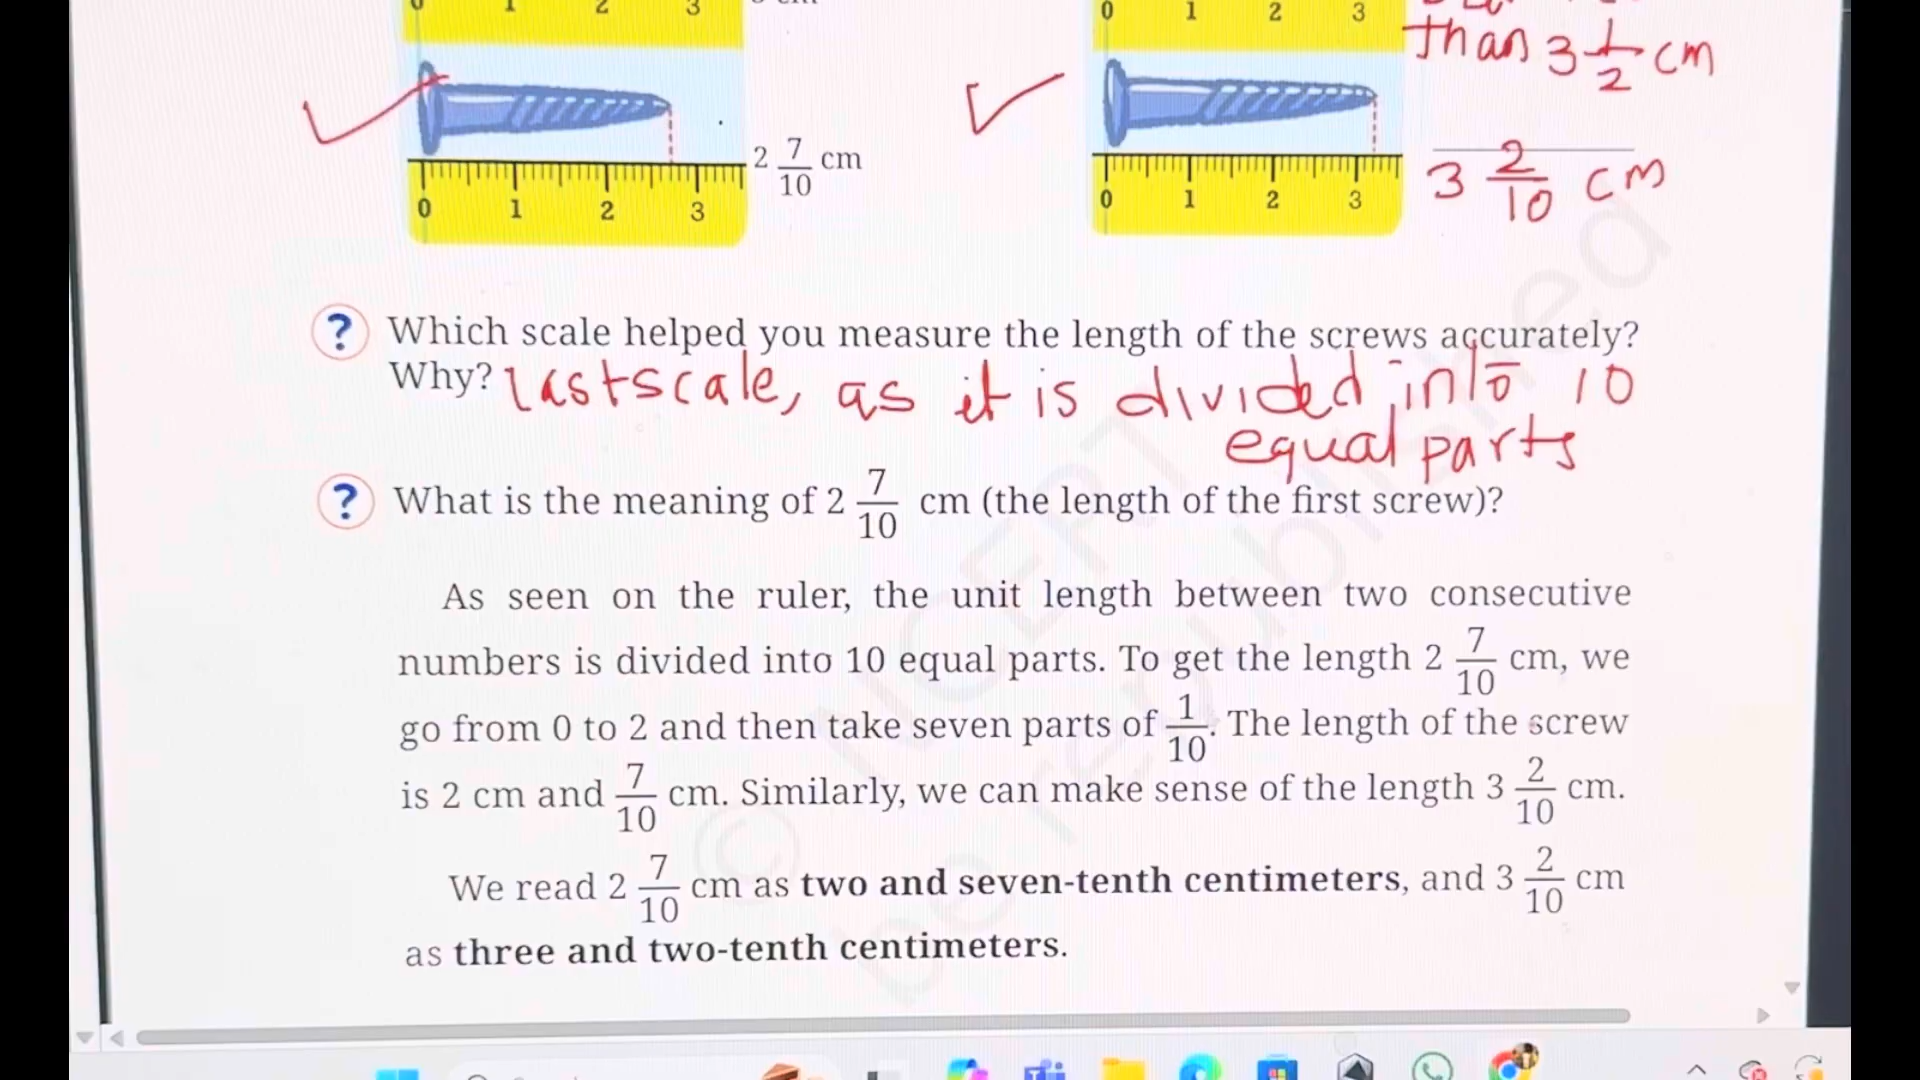 0 1 2 3
0 1 2 3
than 3 1/2 cm
2 7/10 cm
0 1 2 3
3 2/10 cm
0 1 2 3
? Which scale helped you measure the length of the screws accurately?
Why? last scale, as it is divided into 10
equal parts
? What is the meaning of 2 7/10 cm (the length of the first screw)?
As seen on the ruler, the unit length between two consecutive
numbers is divided into 10 equal parts. To get the length 2 7/10 cm, we
go from 0 to 2 and then take seven parts of 1/10. The length of the screw
is 2 cm and 7/10 cm. Similarly, we can make sense of the length 3 2/10 cm.
We read 2 7/10 cm as two and seven-tenth centimeters, and 3 2/10 cm
as three and two-tenth centimeters.
© NCERT
be republished